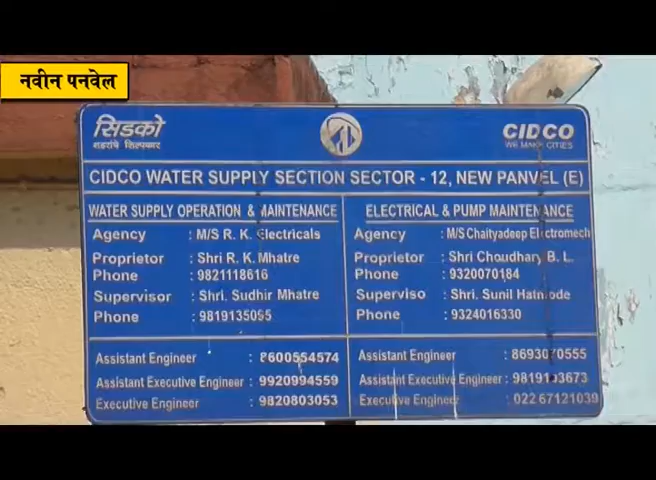 नवीन पनवेल
सिडको
शहरांचे शिल्पकार
CIDCO
WE MAKE CITIES
CIDCO WATER SUPPLY SECTION SECTOR - 12, NEW PANVEL (E)
WATER SUPPLY OPERATION & MAINTENANCE
Agency : M/S R. K. Electricals
Proprietor : Shri R. K. Mhatre
Phone : 9821118616
Supervisor : Shri. Sudhir Mhatre
Phone : 9819135095
Assistant Engineer : 8600554574
Assistant Executive Engineer : 9920994559
Executive Engineer : 9820803053
ELECTRICAL & PUMP MAINTENANCE
Agency : M/S Chaityadeep Electromech
Proprietor : Shri Choudhary B. L.
Phone : 9320070184
Superviso : Shri. Sunil
Phone : 9324016330
Assistant Engineer :
Assistant Executive Engineer :
Executive Engineer : 022 67121039